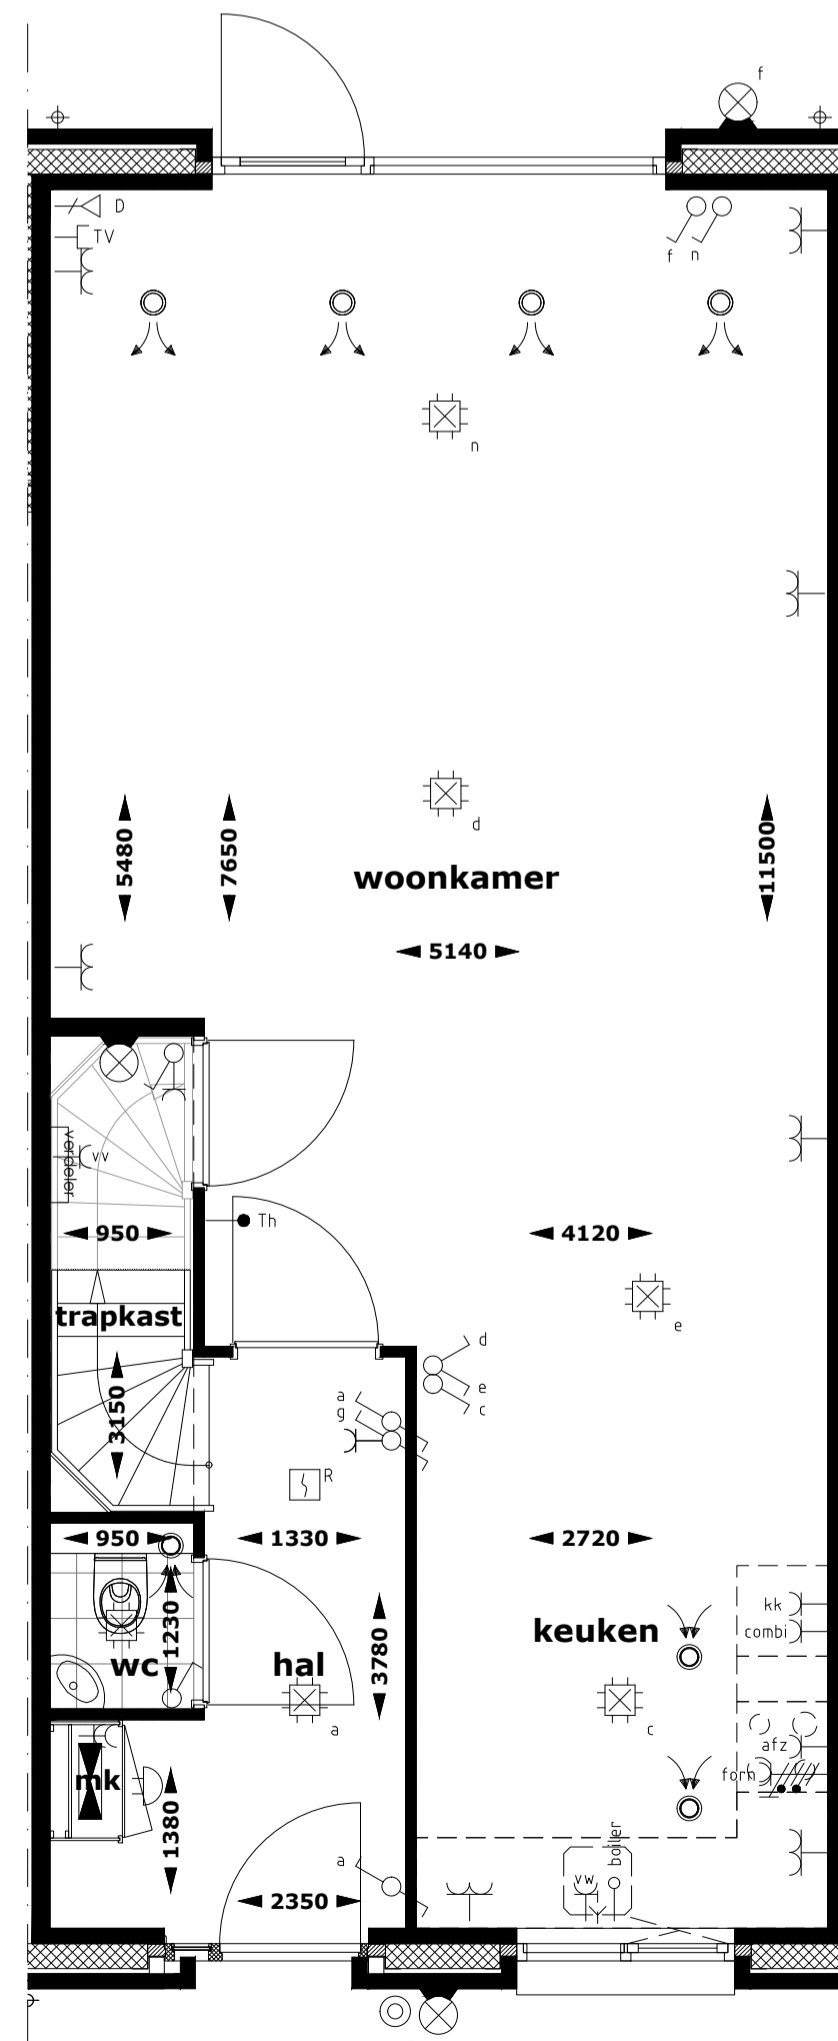 f
D
TV
f n
n
d
5480
7650
11500
woonkamer
5140
verdeler
vv
Th
950
4120
trapkast
e
d
e
c
a
g
3150
R
950
1330
2720
kk
combi
1230
3780
keuken
wc
hal
a
c
afz
forn
mk
1380
boiler
vw
a
2350